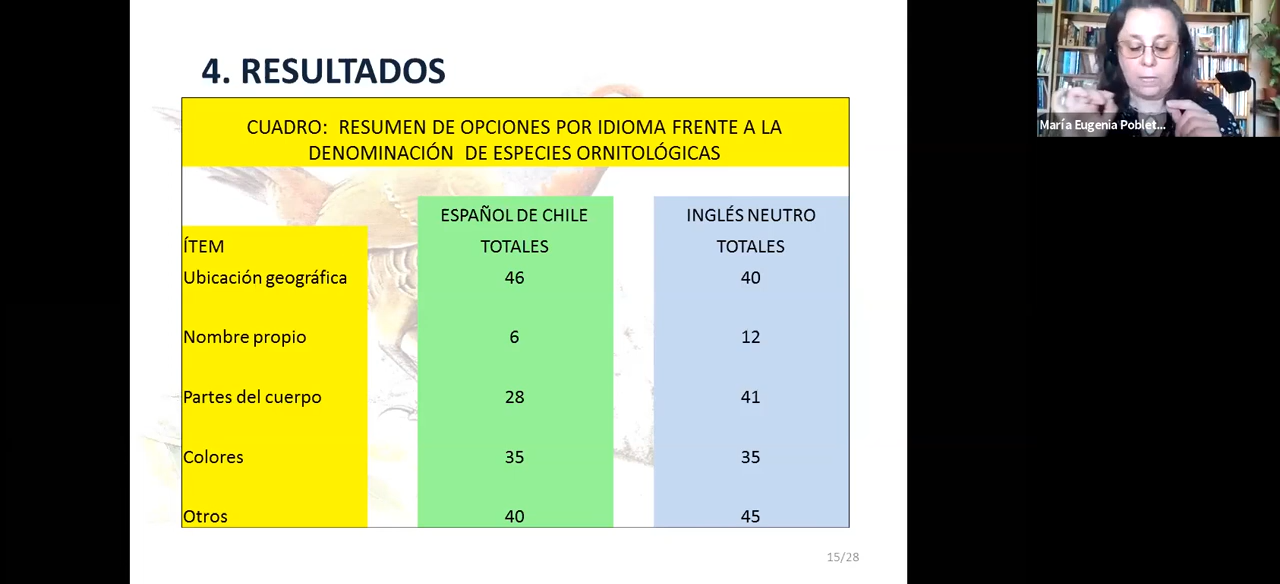 4. RESULTADOS
CUADRO: RESUMEN DE OPCIONES POR IDIOMA FRENTE A LA
DENOMINACIÓN DE ESPECIES ORNITOLÓGICAS
ESPAÑOL DE CHILE INGLÉS NEUTRO
ÍTEM TOTALES TOTALES
Ubicación geográfica 46 40
Nombre propio 6 12
Partes del cuerpo 28 41
Colores 35 35
Otros 40 45
15/28
María Eugenia Poblet...